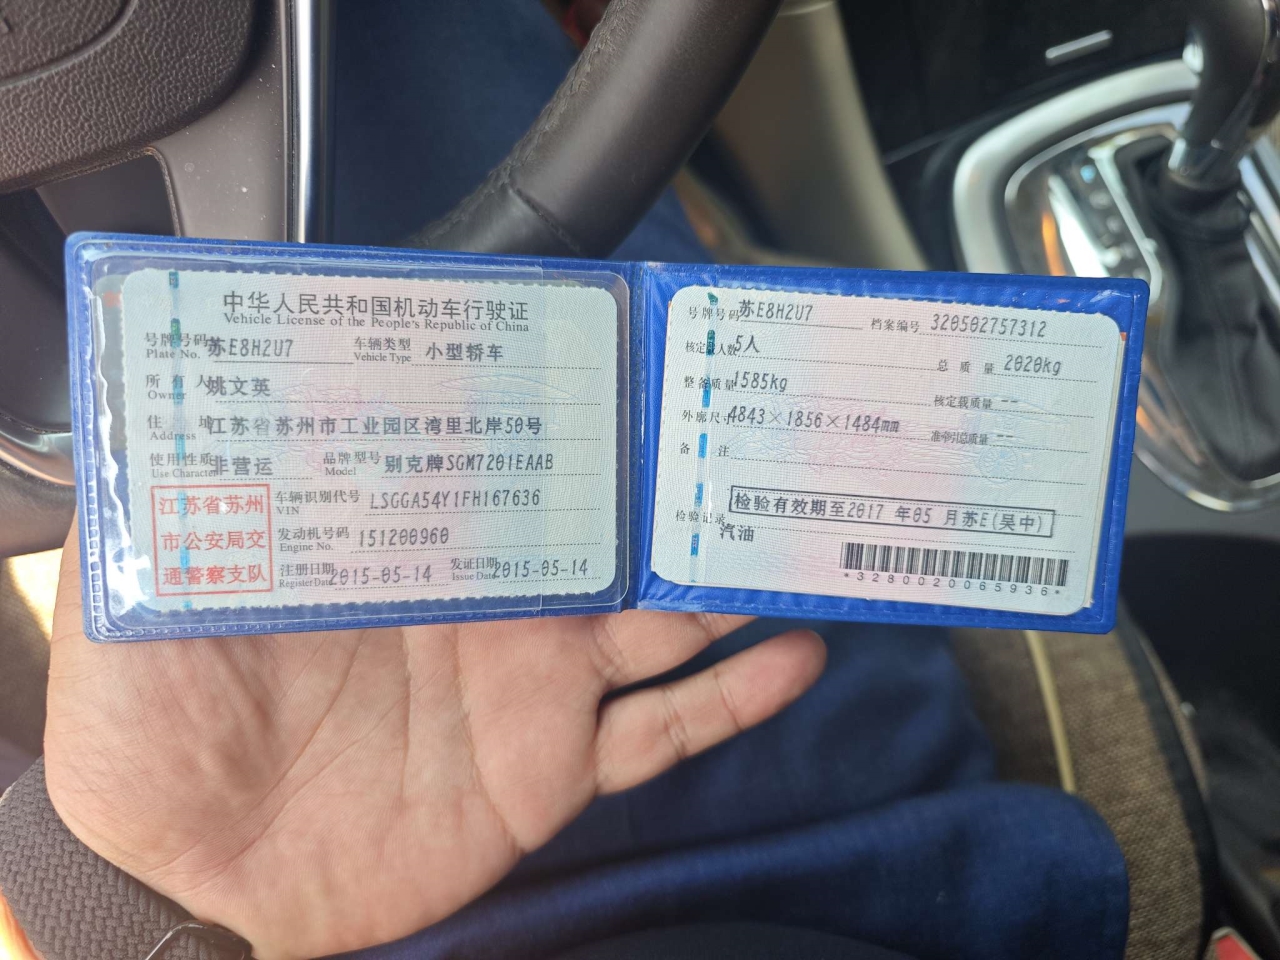 中华人民共和国机动车行驶证
Vehicle License of the People's Republic of China
号牌号码 苏E8H2U7 车辆类型 小型轿车
Plate No. Vehicle Type
所有人 姚文英
Owner
住址 江苏省苏州市工业园区湾里北岸50号
Address
使用性质 非营运 品牌型号 别克牌SGM7201EAAB
Use Character Model
江苏省苏州
市公安局交
通警察支队
车辆识别代号 LSGGA54Y1FH167636
VIN
发动机号码 151200960
Engine No.
注册日期 2015-05-14 发证日期 2015-05-14
Register Date Issue Date
号牌号码 苏E8H2U7 档案编号 320502757312
核定载人数 5人 总质量 2020kg
整备质量 1585kg 核定载质量 --
外廓尺寸 4843×1856×1484mm 准牵引总质量 --
备注
检验有效期至2017 年05 月苏E(吴中)
检验记录
汽油
*3280020065936*